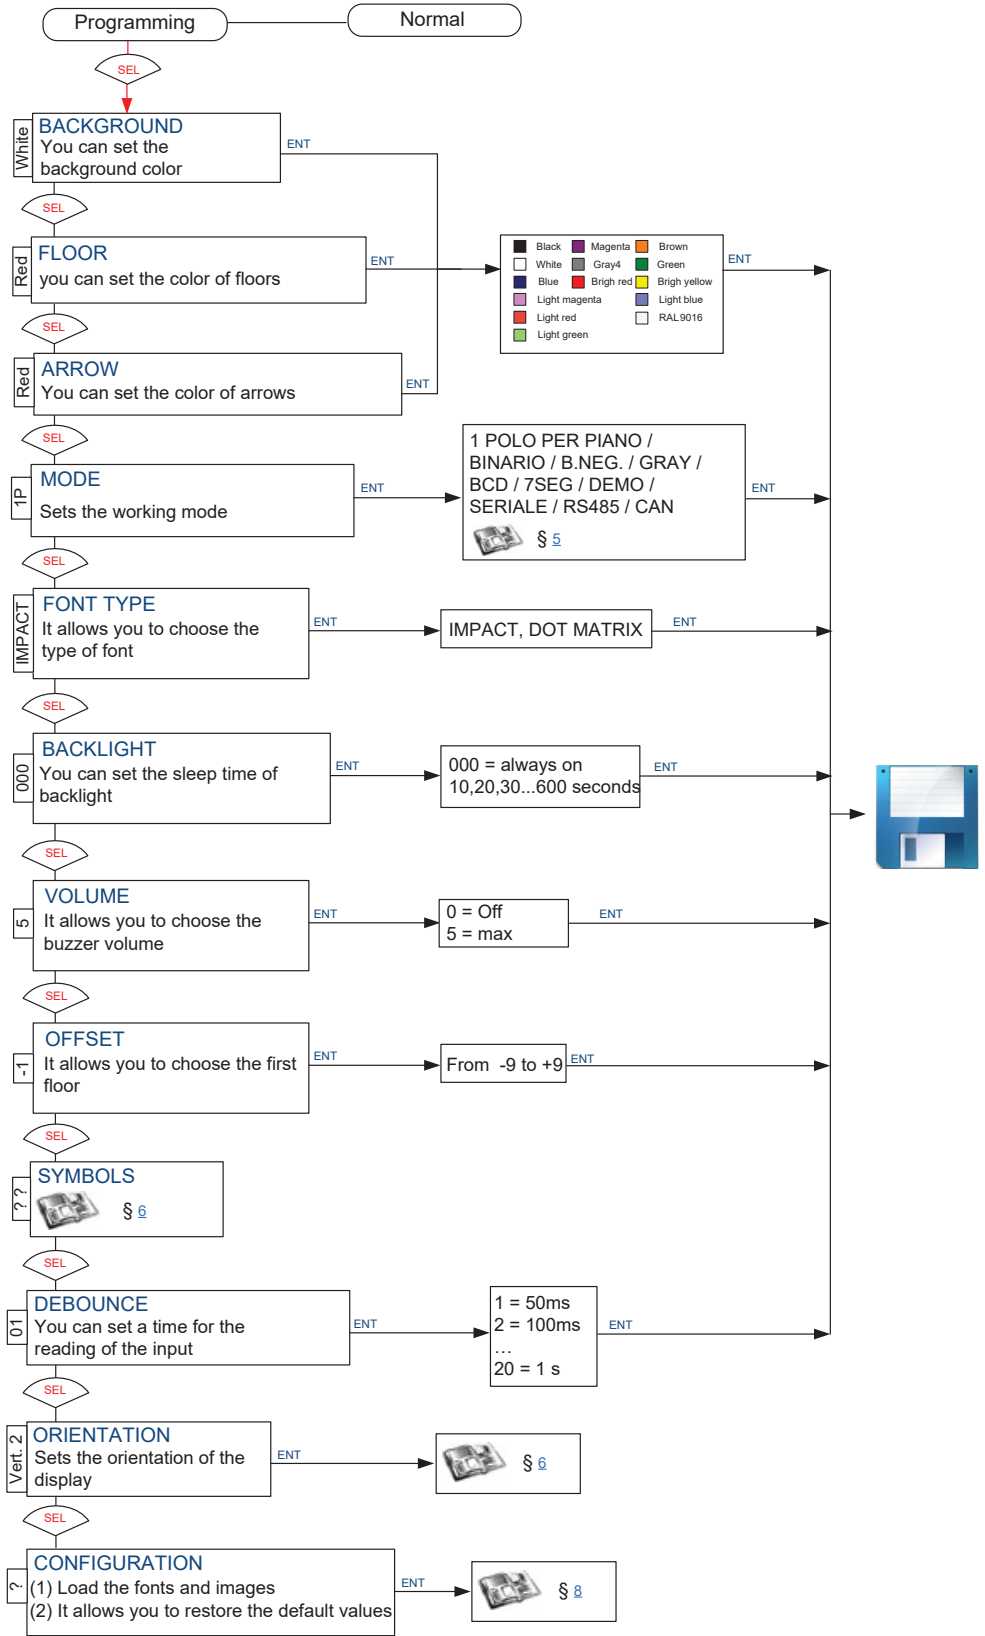 Programming
Normal
SEL
White
BACKGROUND
You can set the
background color
ENT
SEL
Red
FLOOR
you can set the color of floors
ENT
Black Magenta Brown
White Gray4 Green
Blue Brigh red Brigh yellow
Light magenta Light blue
Light red RAL9016
Light green
ENT
SEL
Red
ARROW
You can set the color of arrows
ENT
SEL
1P
MODE
Sets the working mode
ENT
1 POLO PER PIANO /
BINARIO / B.NEG. / GRAY /
BCD / 7SEG / DEMO /
SERIALE / RS485 / CAN
§ 5
ENT
SEL
IMPACT
FONT TYPE
It allows you to choose the
type of font
ENT
IMPACT, DOT MATRIX
ENT
SEL
000
BACKLIGHT
You can set the sleep time of
backlight
ENT
000 = always on
10,20,30...600 seconds
ENT
SEL
5
VOLUME
It allows you to choose the
buzzer volume
ENT
0 = Off
5 = max
ENT
SEL
-1
OFFSET
It allows you to choose the first
floor
ENT
From -9 to +9
ENT
SEL
? ?
SYMBOLS
§ 6
SEL
01
DEBOUNCE
You can set a time for the
reading of the input
ENT
1 = 50ms
2 = 100ms
…
20 = 1 s
ENT
SEL
Vert. 2
ORIENTATION
Sets the orientation of the
display
ENT
§ 6
SEL
?
CONFIGURATION
(1) Load the fonts and images
(2) It allows you to restore the default values
ENT
§ 8